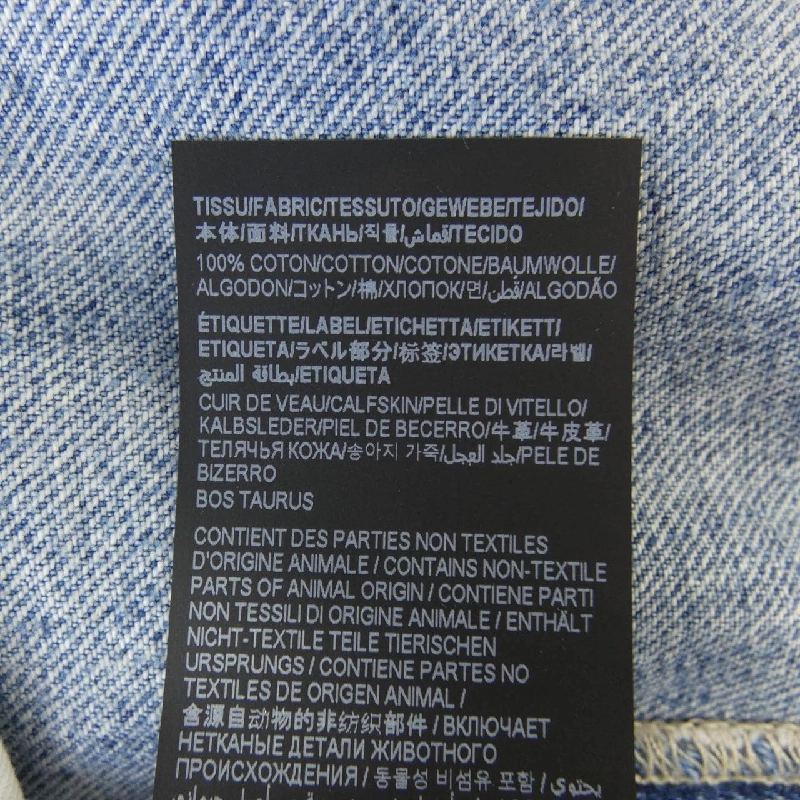 TISSU/FABRIC/TESSUTO/GEWEBE/TEJIDO/
本体/面料/ТКАНЬ/직물/قماش/TECIDO
100% COTON/COTTON/COTONE/BAUMWOLLE/
ALGODON/コットン/棉/ХЛОПОК/면/قطن/ALGODÃO
ÉTIQUETTE/LABEL/ETICHETTA/ETIKETT/
ETIQUETA/ラベル部分/标签/ЭТИКЕТКА/라벨/
بطاقة المنتج/ETIQUETA
CUIR DE VEAU/CALFSKIN/PELLE DI VITELLO/
KALBSLEDER/PIEL DE BECERRO/牛革/牛皮革/
ТЕЛЯЧЬЯ КОЖА/송아지 가죽/جلد العجل/PELE DE
BIZERRO
BOS TAURUS
CONTIENT DES PARTIES NON TEXTILES
D'ORIGINE ANIMALE / CONTAINS NON-TEXTILE
PARTS OF ANIMAL ORIGIN / CONTIENE PARTI
NON TESSILI DI ORIGINE ANIMALE / ENTHÄLT
NICHT-TEXTILE TEILE TIERISCHEN
URSPRUNGS / CONTIENE PARTES NO
TEXTILES DE ORIGEN ANIMAL /
含源自动物的非纺织部件 / ВКЛЮЧАЕТ
НЕТКАНЫЕ ДЕТАЛИ ЖИВОТНОГО
ПРОИСХОЖДЕНИЯ / 동물성 비섬유 포함 / يحتوي